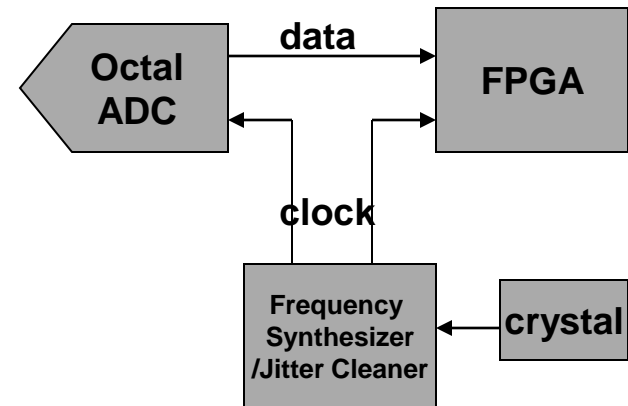 data
Octal
ADC
FPGA
clock
Frequency
Synthesizer
/Jitter Cleaner
crystal